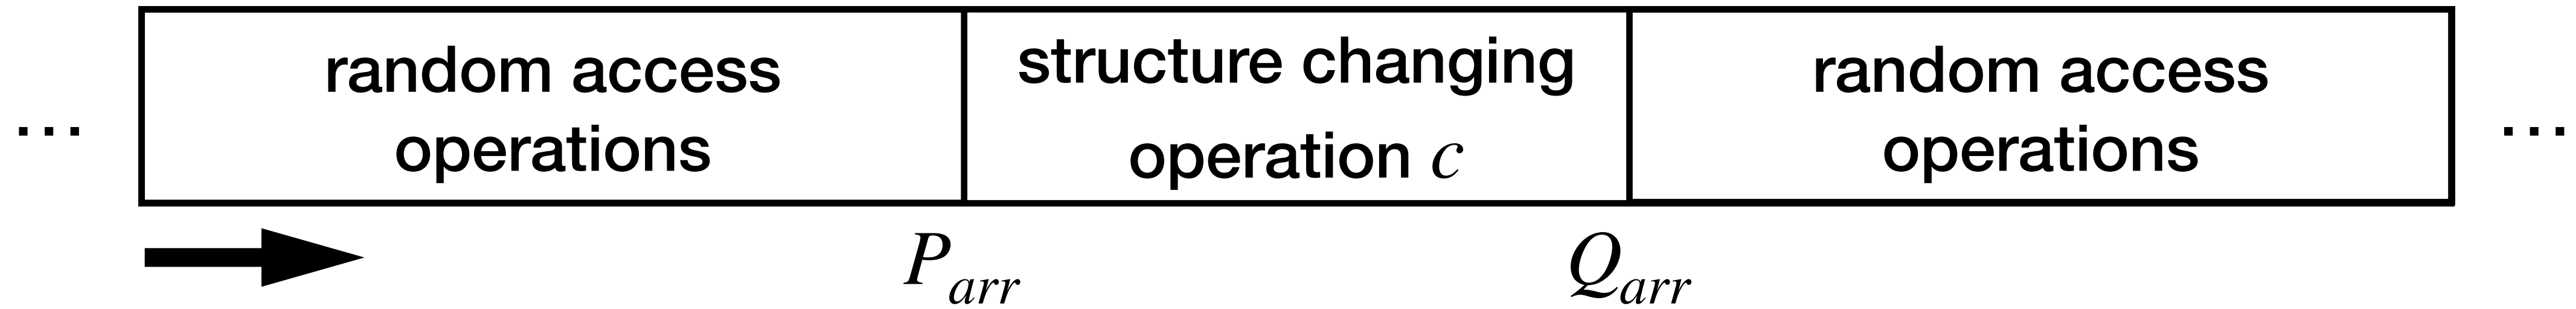 random access
operations
structure changing
operation c
random access
operations
...
...
P_arr
Q_arr